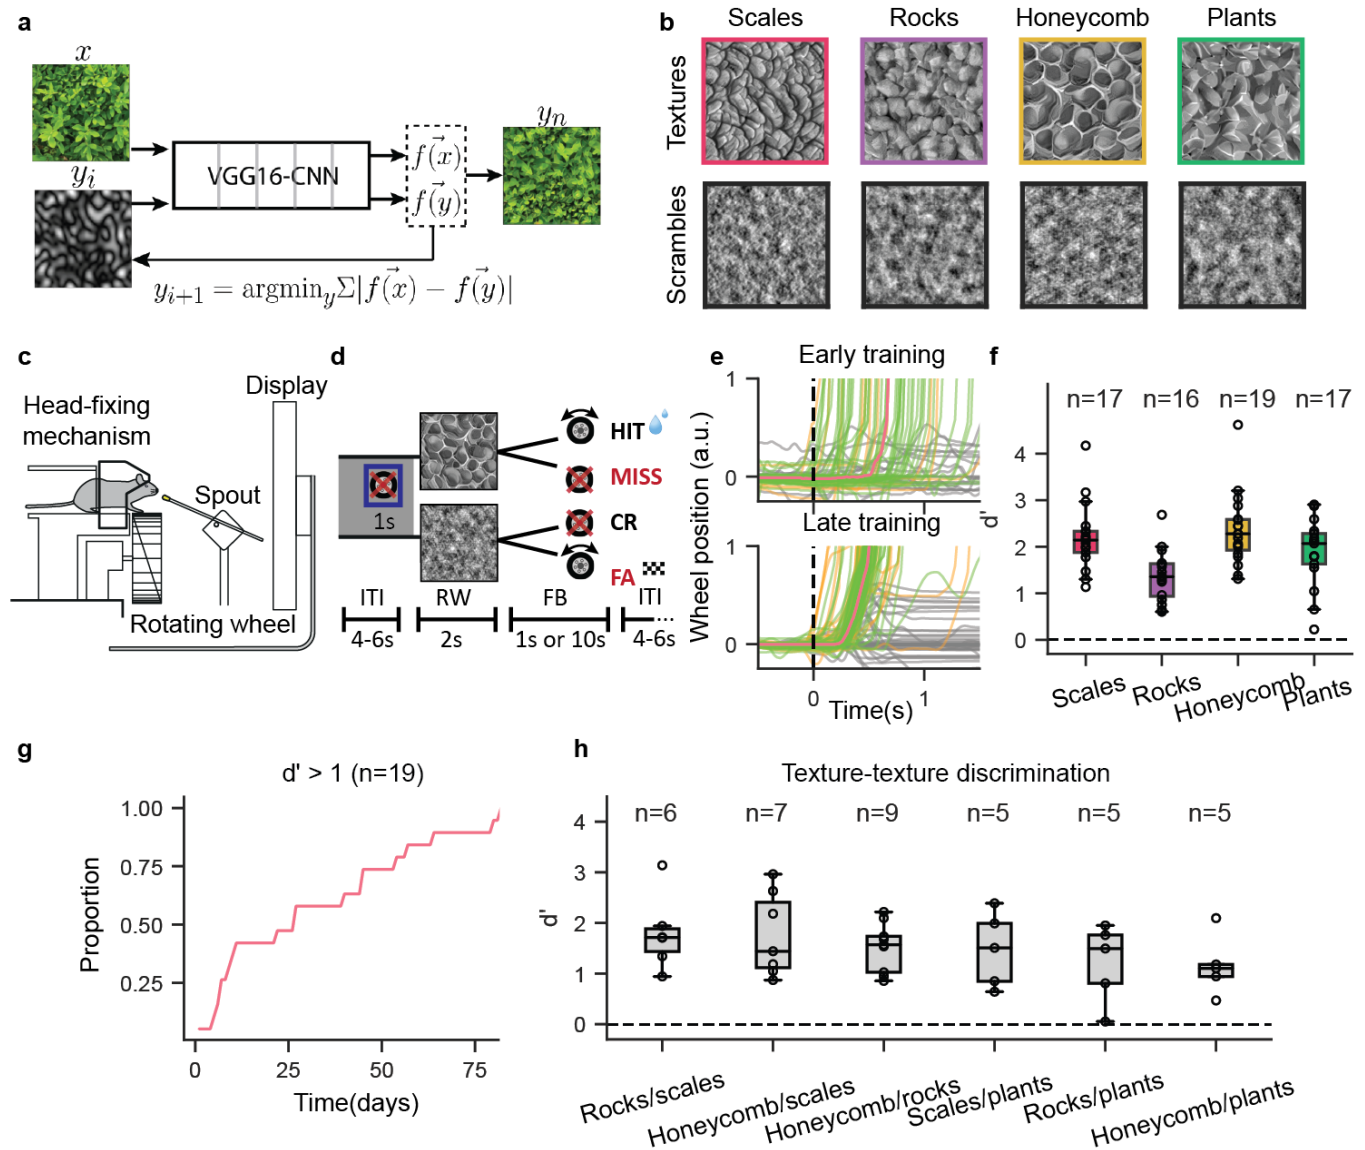 a
x
y_i
VGG16-CNN
f(x)
f(y)
y_n
y_{i+1} = argmin_y Σ|f(x) − f(y)|
b
Scales
Rocks
Honeycomb
Plants
Textures
Scrambles
c
Head-fixing
mechanism
Display
Spout
Rotating wheel
d
1s
HIT
MISS
CR
FA
ITI
RW
FB
ITI
4-6s
2s
1s or 10s
4-6s
e
Early training
1
0
Late training
1
0
Wheel position (a.u.)
0
1
Time(s)
f
n=17
n=16
n=19
n=17
d'
4
3
2
1
0
Scales
Rocks
Honeycomb
Plants
g
d' > 1 (n=19)
Proportion
1.00
0.75
0.50
0.25
0
25
50
75
Time(days)
h
Texture-texture discrimination
n=6
n=7
n=9
n=5
n=5
n=5
d'
4
3
2
1
0
Rocks/scales
Honeycomb/scales
Honeycomb/rocks
Scales/plants
Rocks/plants
Honeycomb/plants